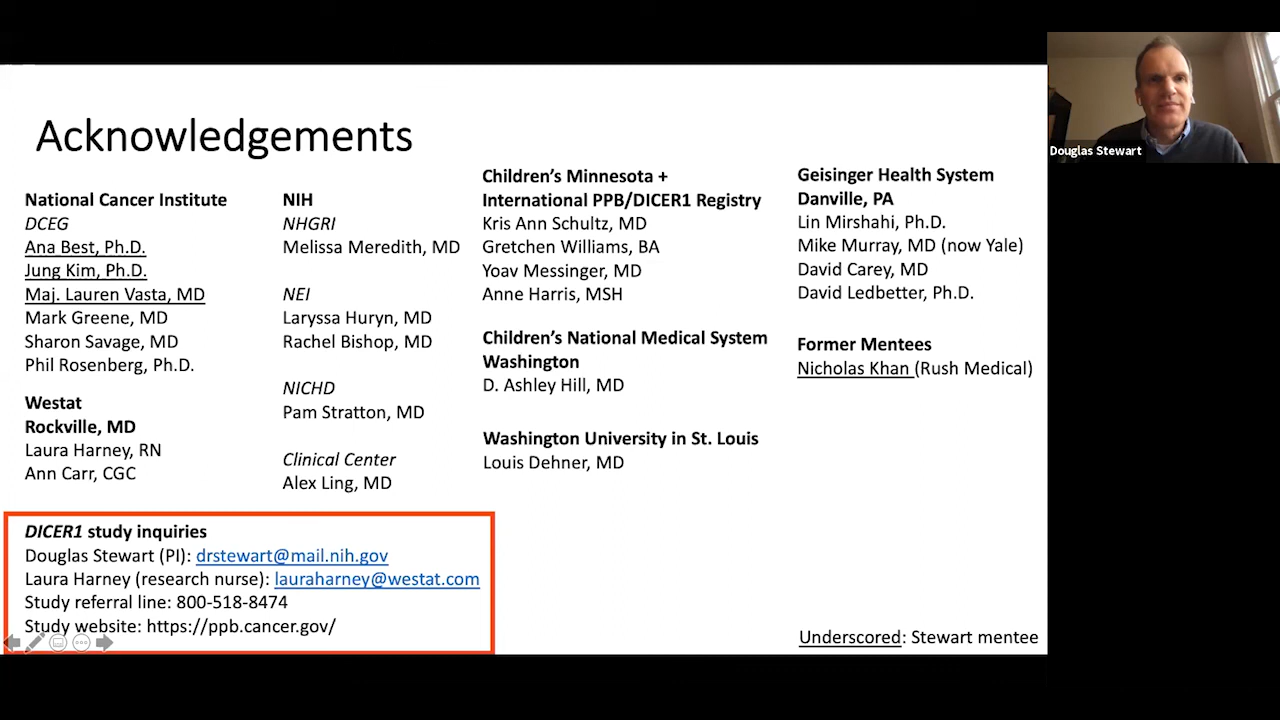 Acknowledgements
National Cancer Institute
DCEG
Ana Best, Ph.D.
Jung Kim, Ph.D.
Maj. Lauren Vasta, MD
Mark Greene, MD
Sharon Savage, MD
Phil Rosenberg, Ph.D.
Westat
Rockville, MD
Laura Harney, RN
Ann Carr, CGC
NIH
NHGRI
Melissa Meredith, MD
NEI
Laryssa Huryn, MD
Rachel Bishop, MD
NICHD
Pam Stratton, MD
Clinical Center
Alex Ling, MD
Children's Minnesota +
International PPB/DICER1 Registry
Kris Ann Schultz, MD
Gretchen Williams, BA
Yoav Messinger, MD
Anne Harris, MSH
Children's National Medical System
Washington
D. Ashley Hill, MD
Washington University in St. Louis
Louis Dehner, MD
Geisinger Health System
Danville, PA
Lin Mirshahi, Ph.D.
Mike Murray, MD (now Yale)
David Carey, MD
David Ledbetter, Ph.D.
Former Mentees
Nicholas Khan (Rush Medical)
DICER1 study inquiries
Douglas Stewart (PI): drstewart@mail.nih.gov
Laura Harney (research nurse): lauraharney@westat.com
Study referral line: 800-518-8474
Study website: https://ppb.cancer.gov/
Underscored: Stewart mentee
Douglas Stewart